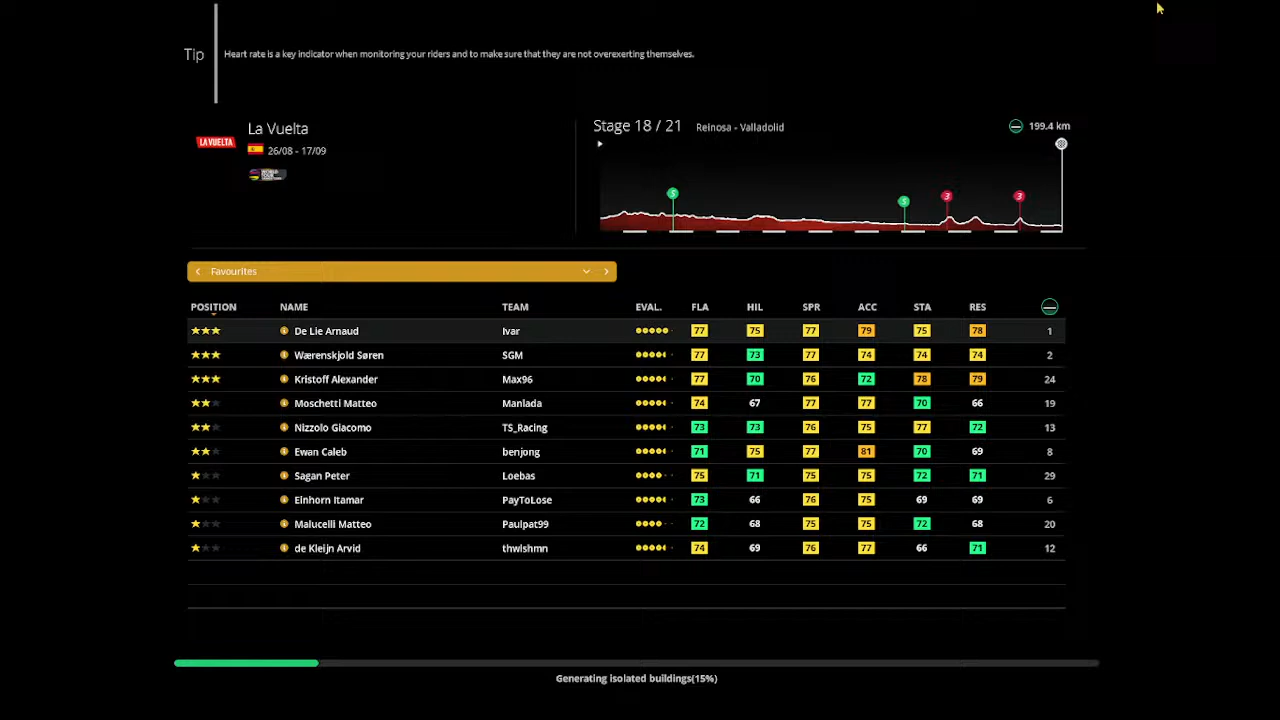 Tip
Heart rate is a key indicator when monitoring your riders and to make sure that they are not overexerting themselves.
LA VUELTA
La Vuelta
26/08 - 17/09
Stage 18 / 21 Reinosa - Valladolid 199.4 km
S S 3 3
Favourites
POSITION NAME TEAM EVAL. FLA HIL SPR ACC STA RES
De Lie Arnaud Ivar 77 75 77 79 75 78 1
Wærenskjold Søren SGM 77 73 77 74 74 74 2
Kristoff Alexander Max96 77 70 76 72 78 79 24
Moschetti Matteo Manlada 74 67 77 77 70 66 19
Nizzolo Giacomo TS_Racing 73 73 76 75 77 72 13
Ewan Caleb benjong 71 75 77 81 70 69 8
Sagan Peter Loebas 75 71 75 75 72 71 29
Einhorn Itamar PayToLose 73 66 76 75 69 69 6
Malucelli Matteo Paulpat99 72 68 75 75 72 68 20
de Kleijn Arvid thwlshmn 74 69 76 77 66 71 12
Generating isolated buildings(15%)